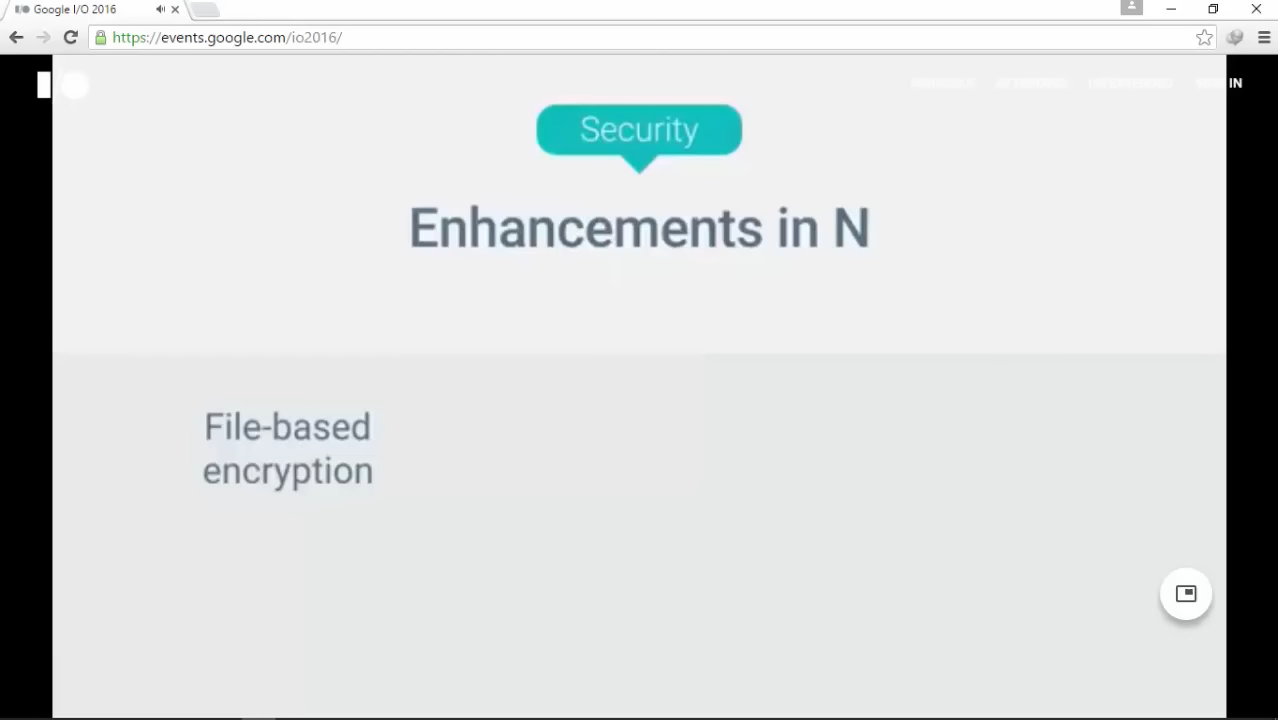 Google I/O 2016
https://events.google.com/io2016/
IN
Security
Enhancements in N
File-based
encryption